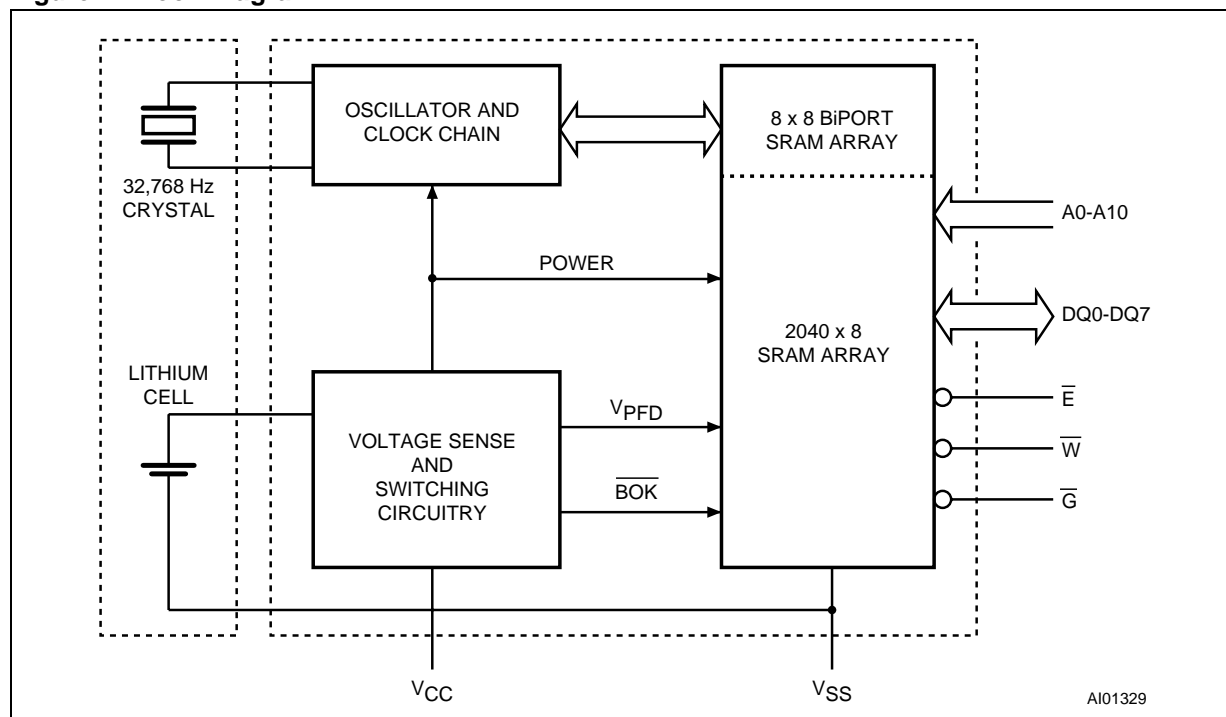 OSCILLATOR AND
CLOCK CHAIN
8 x 8 BiPORT
SRAM ARRAY
32,768 Hz
CRYSTAL
A0-A10
POWER
2040 x 8
SRAM ARRAY
DQ0-DQ7
LITHIUM
CELL
VOLTAGE SENSE
AND
SWITCHING
CIRCUITRY
VPFD
B̅O̅K̅
E̅
W̅
G̅
VCC
VSS
AI01329